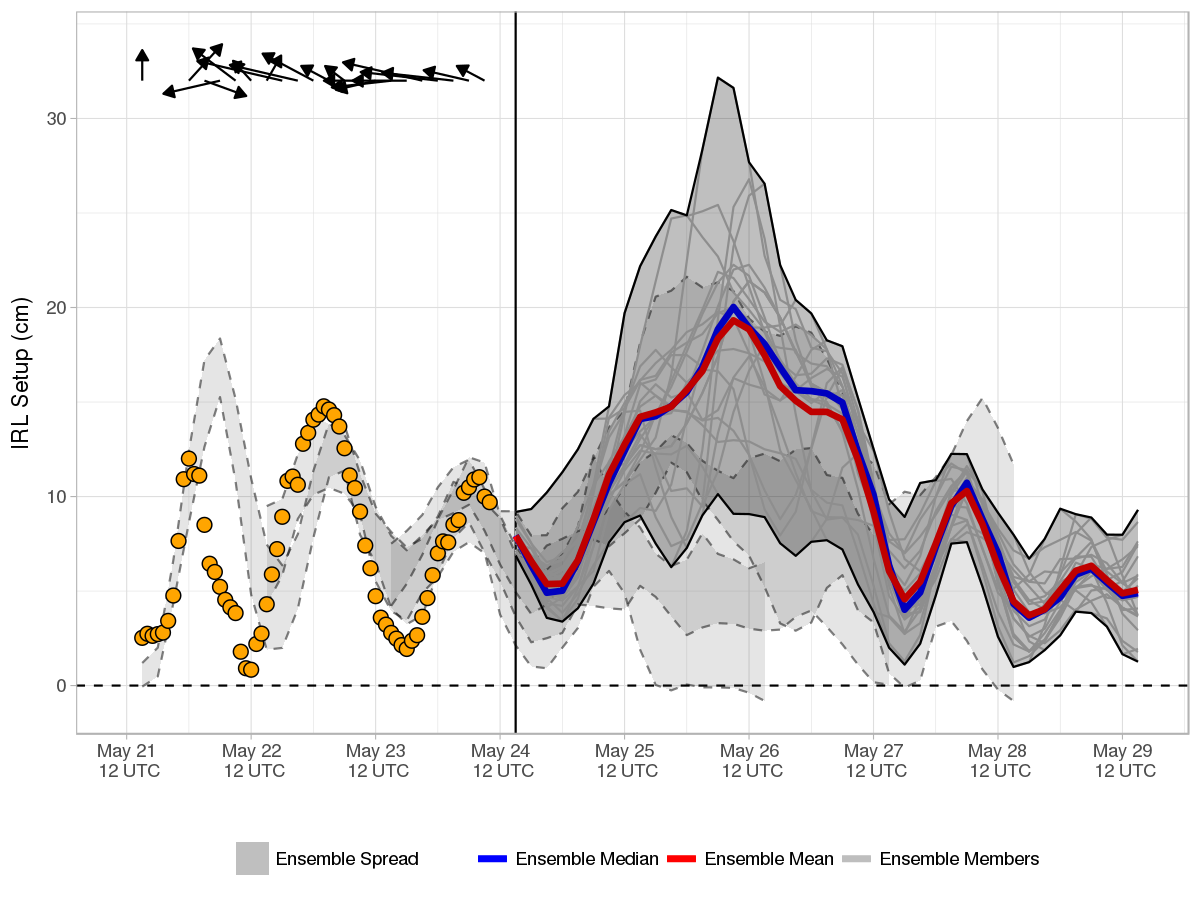 IRL Setup (cm)
30
20
10
0
May 21 May 22 May 23 May 24 May 25 May 26 May 27 May 28 May 29
12 UTC 12 UTC 12 UTC 12 UTC 12 UTC 12 UTC 12 UTC 12 UTC 12 UTC
Ensemble Spread Ensemble Median Ensemble Mean Ensemble Members